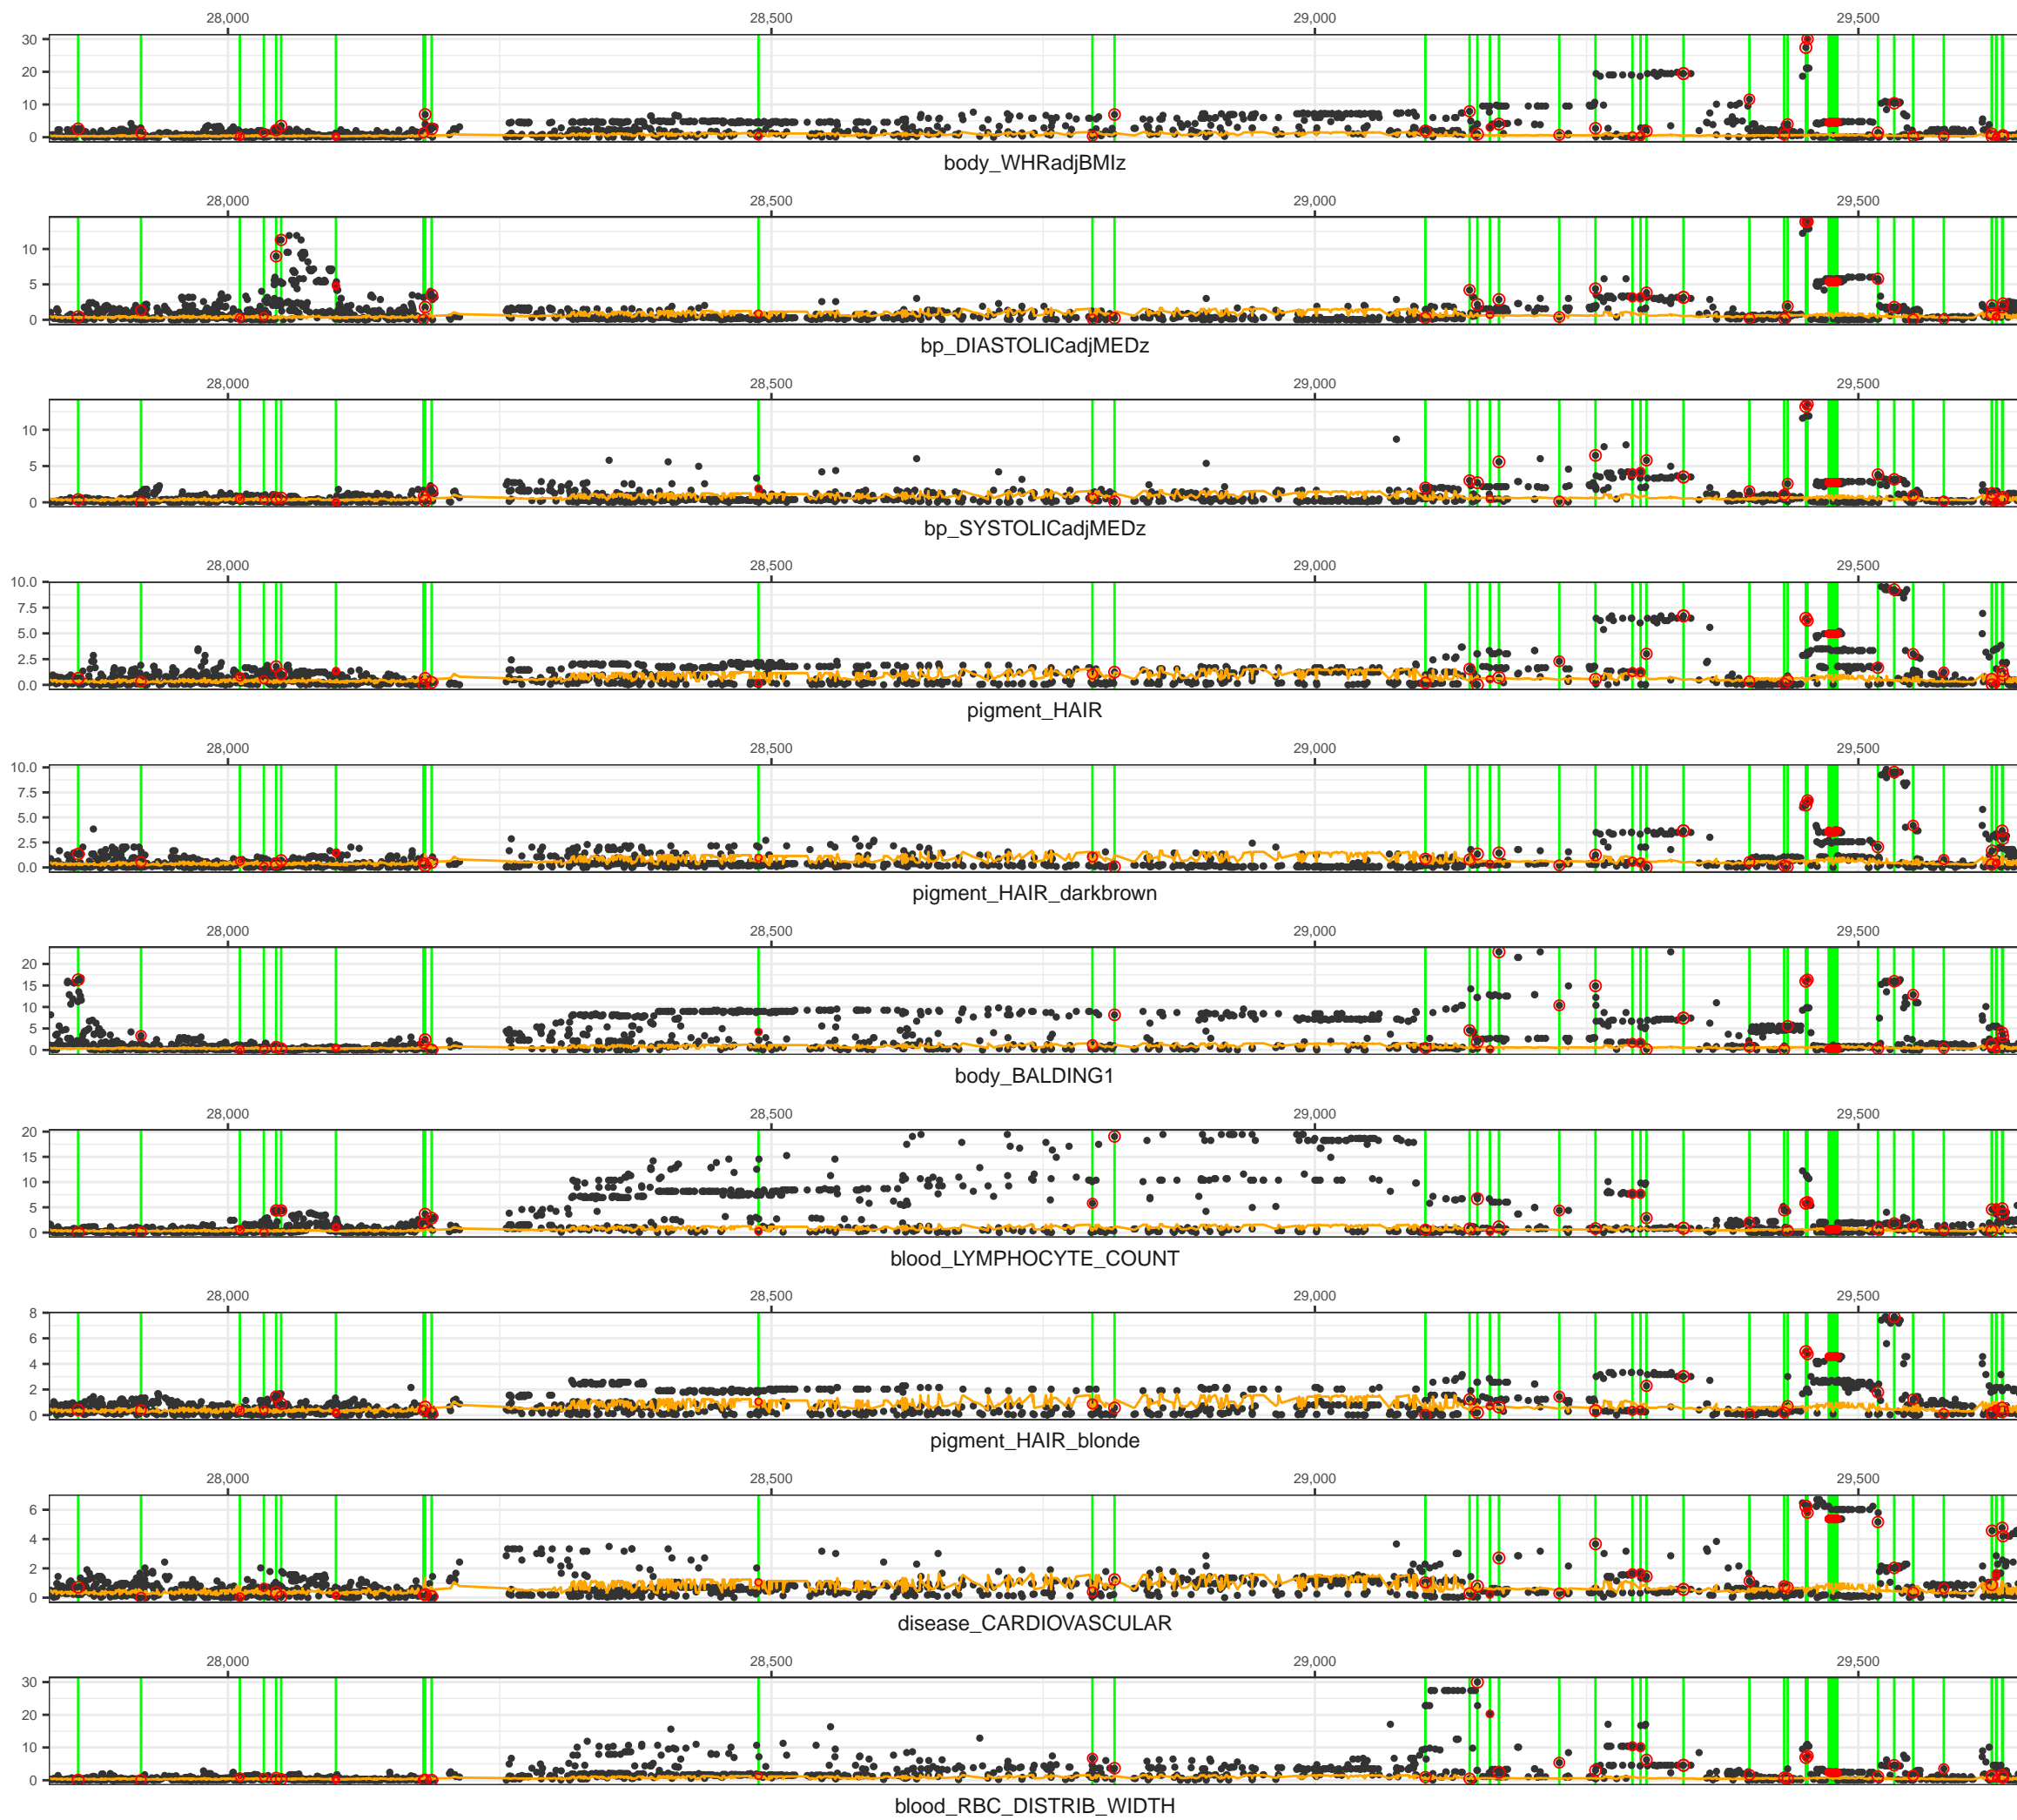 28,000 28,500 29,000 29,500
30
20
10
0
body_WHRadjBMIz
28,000 28,500 29,000 29,500
10
5
0
bp_DIASTOLICadjMEDz
28,000 28,500 29,000 29,500
10
5
0
bp_SYSTOLICadjMEDz
28,000 28,500 29,000 29,500
10.0
7.5
5.0
2.5
0.0
pigment_HAIR
28,000 28,500 29,000 29,500
10.0
7.5
5.0
2.5
0.0
pigment_HAIR_darkbrown
28,000 28,500 29,000 29,500
20
15
10
5
0
body_BALDING1
28,000 28,500 29,000 29,500
20
15
10
5
0
blood_LYMPHOCYTE_COUNT
28,000 28,500 29,000 29,500
8
6
4
2
0
pigment_HAIR_blonde
28,000 28,500 29,000 29,500
6
4
2
0
disease_CARDIOVASCULAR
28,000 28,500 29,000 29,500
30
20
10
0
blood_RBC_DISTRIB_WIDTH